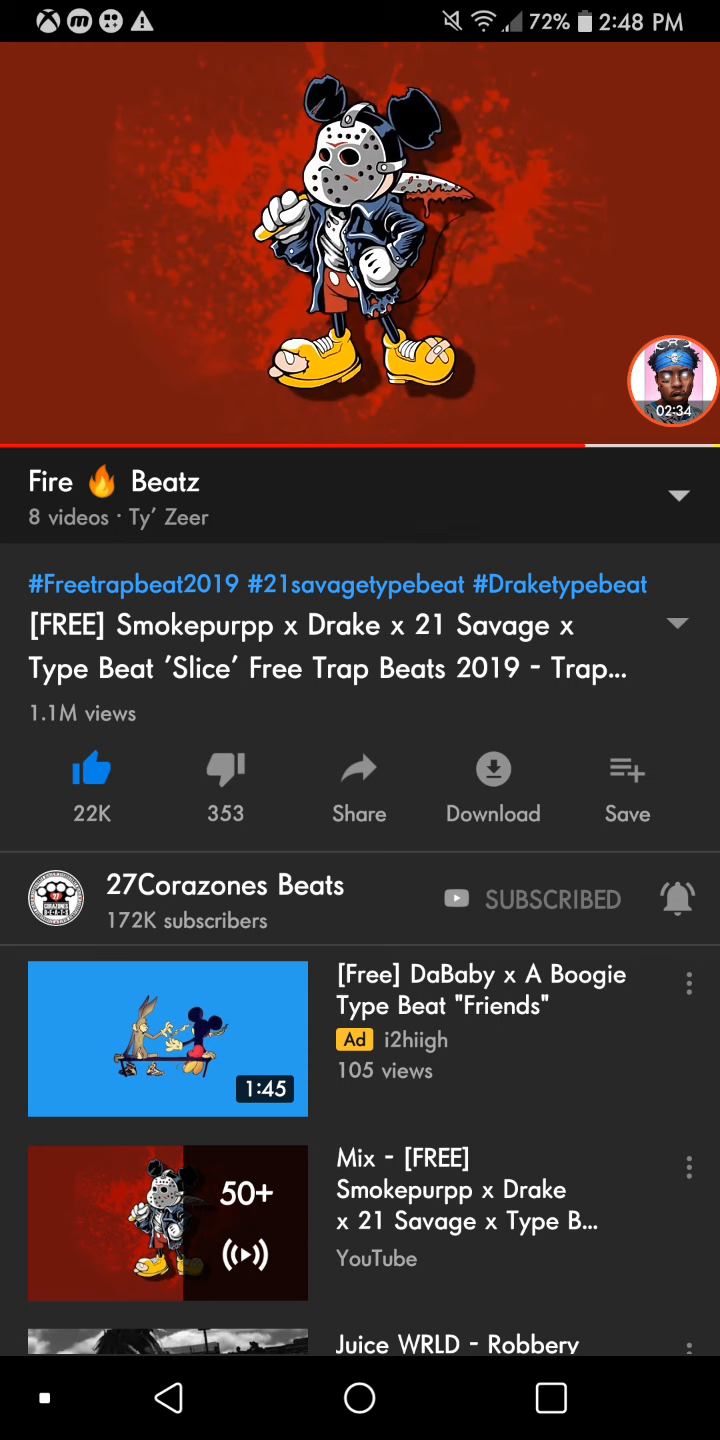 72% 2:48 PM
02:34
Fire 🔥 Beatz
8 videos · Ty' Zeer
#Freetrapbeat2019 #21savagetypebeat #Draketypebeat
[FREE] Smokepurpp x Drake x 21 Savage x
Type Beat 'Slice' Free Trap Beats 2019 - Trap...
1.1M views
22K 353 Share Download Save
27Corazones Beats
SUBSCRIBED
172K subscribers
[Free] DaBaby x A Boogie
Type Beat "Friends"
Ad i2hiigh
105 views
1:45
Mix - [FREE]
Smokepurpp x Drake
x 21 Savage x Type B...
YouTube
50+
Juice WRLD - Robbery